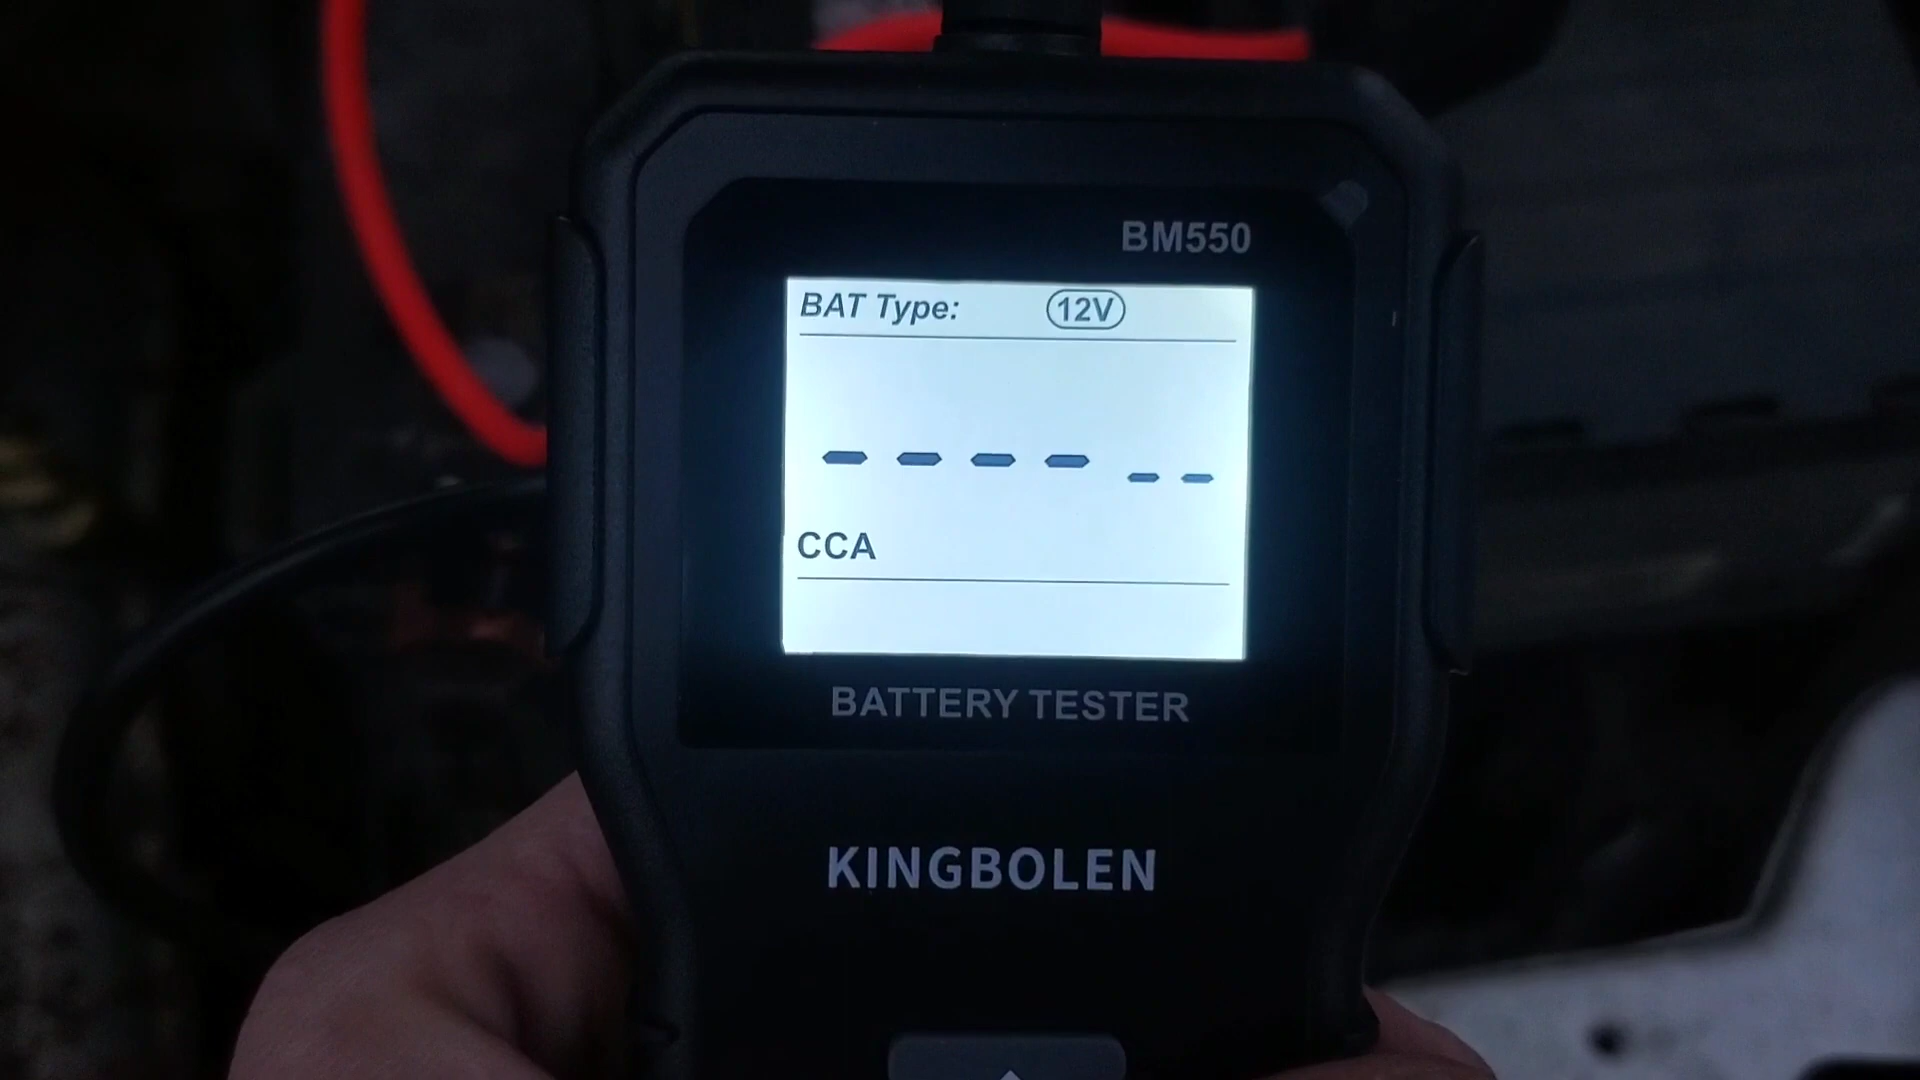 BM550
BAT Type: 12V
---- --
CCA
BATTERY TESTER
KINGBOLEN